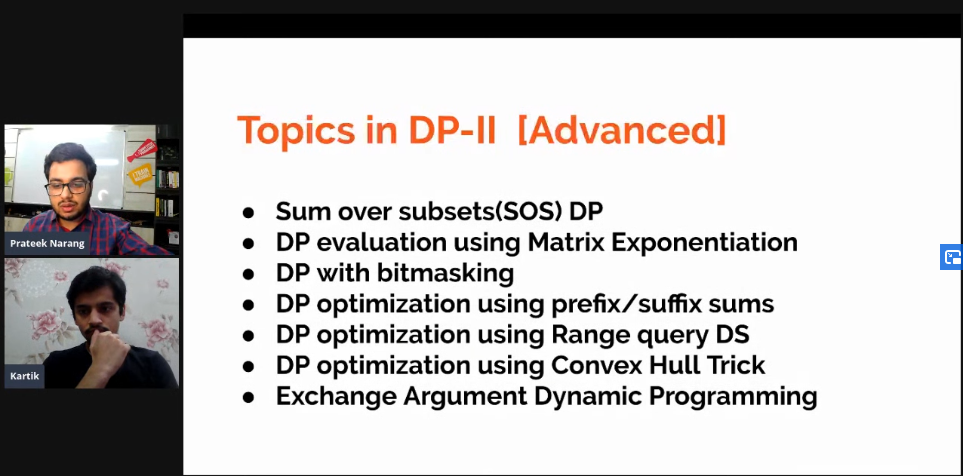 Topics in DP-II [Advanced]
● Sum over subsets(SOS) DP
● DP evaluation using Matrix Exponentiation
● DP with bitmasking
● DP optimization using prefix/suffix sums
● DP optimization using Range query DS
● DP optimization using Convex Hull Trick
● Exchange Argument Dynamic Programming
Prateek Narang
Kartik